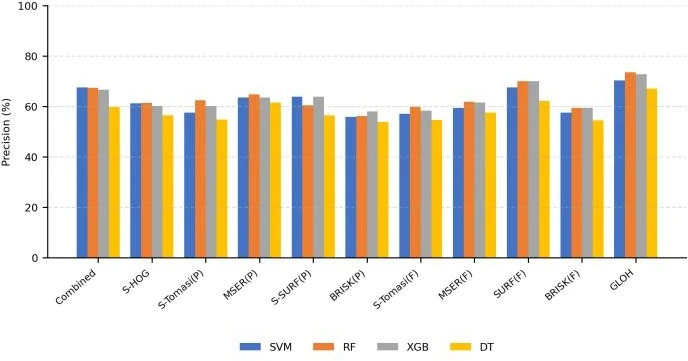 100
80
60
40
20
0
Precision (%)
Combined
S-HOG
S-Tomasi(P)
MSER(P)
S-SURF(P)
BRISK(P)
S-Tomasi(F)
MSER(F)
SURF(F)
BRISK(F)
GLOH
SVM RF XGB DT